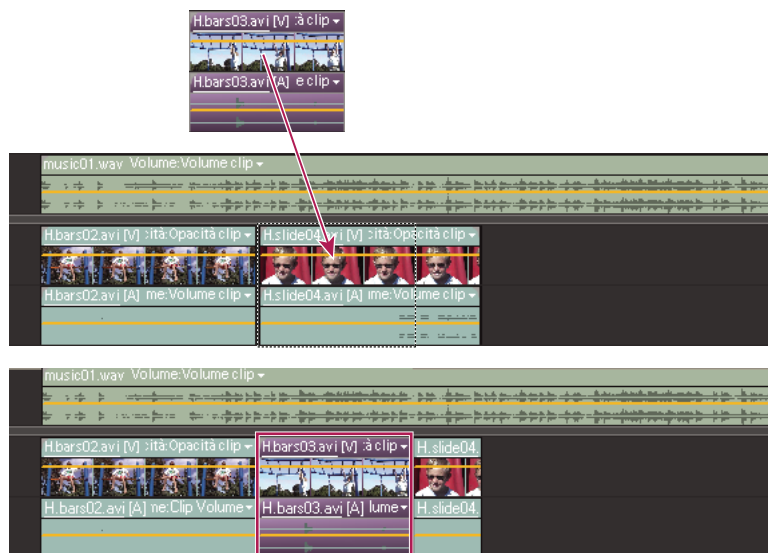 H.bars03.avi [V] :à clip
H.bars03.avi [A] e clip
music01.wav Volume:Volume clip
H.bars02.avi [V] :ità:Opacità clip
H.slide04.avi [V] :ità:Opacità clip
H.bars02.avi [A] me:Volume clip
H.slide04.avi [A] ime:Volume clip
music01.wav Volume:Volume clip
H.bars02.avi [V] :ità:Opacità clip
H.bars03.avi [V] :à clip
H.slide04.
H.bars02.avi [A] ne:Clip Volume
H.bars03.avi [A] lume
H.slide04.